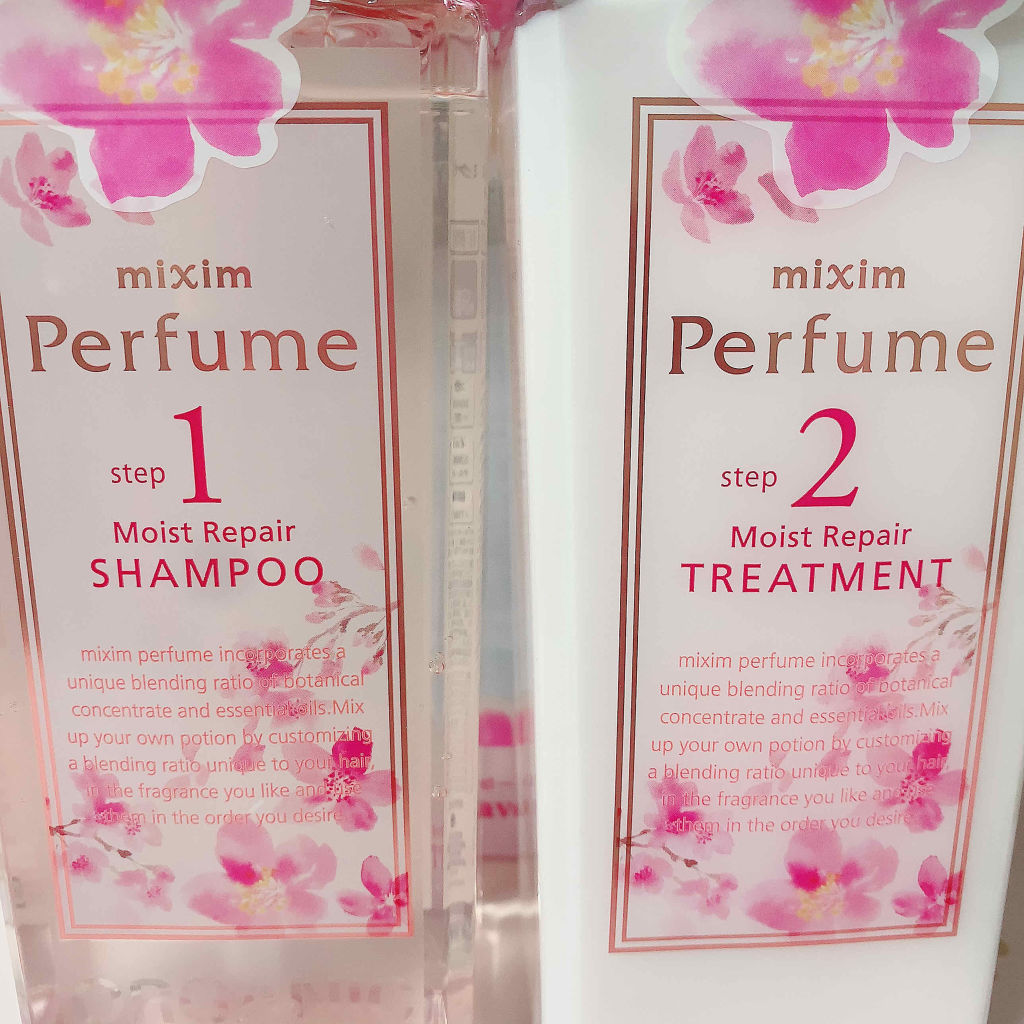 mixim
Perfume
step 1
Moist Repair
SHAMPOO
mixim perfume incorporates a
unique blending ratio of botanical
concentrate and essential oils.Mix
up your own potion by customizing
a blending ratio unique to your hair
in the fragrance you like and use
them in the order you desire.
mixim
Perfume
step 2
Moist Repair
TREATMENT
mixim perfume incorporates a
unique blending ratio of botanical
concentrate and essential oils.Mix
up your own potion by customizing
a blending ratio unique to your hair
in the fragrance you like and use
them in the order you desire.